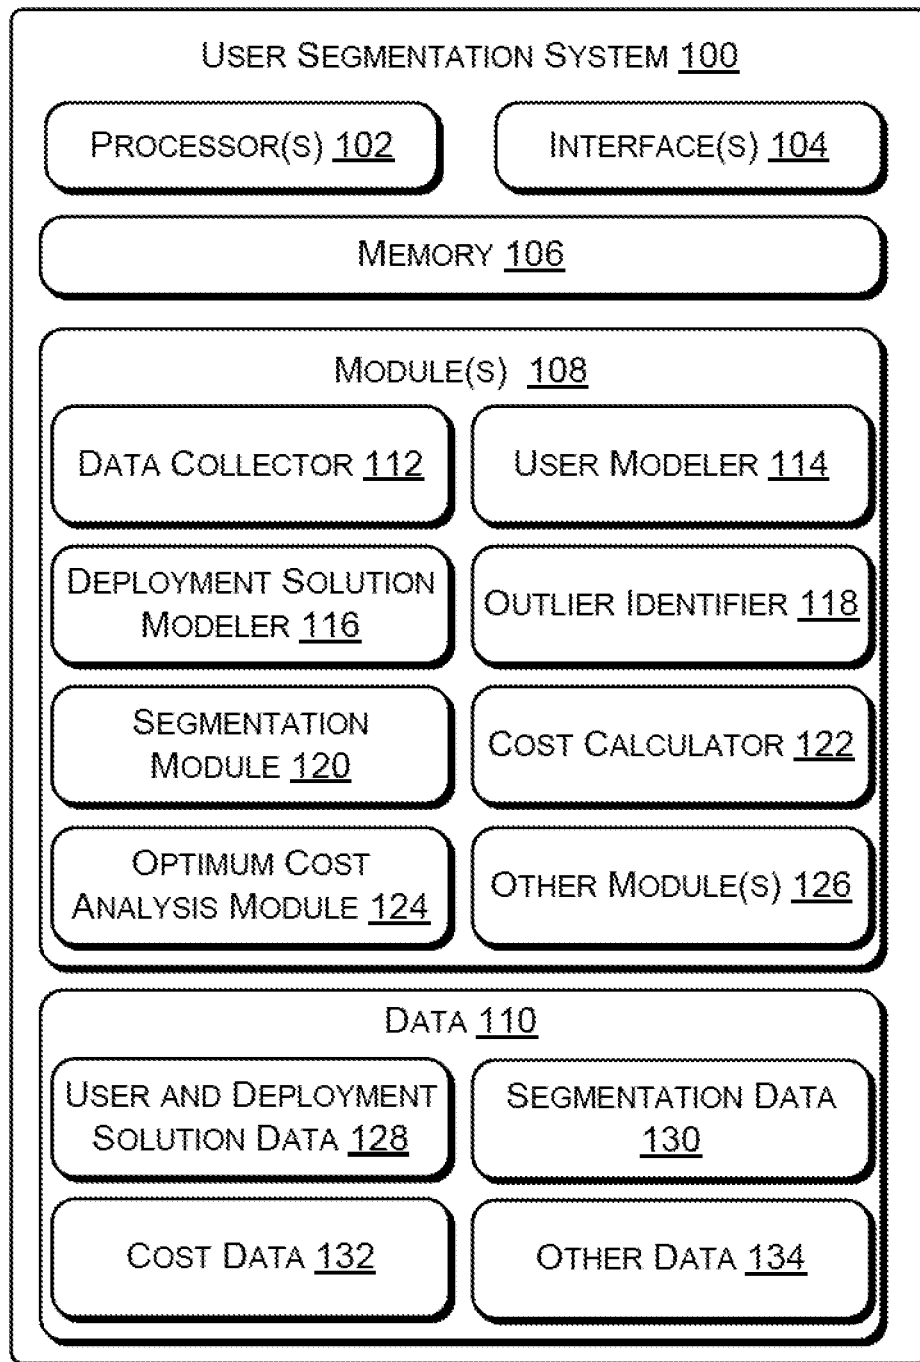 USER SEGMENTATION SYSTEM 100
PROCESSOR(S) 102
INTERFACE(S) 104
MEMORY 106
MODULE(S) 108
DATA COLLECTOR 112
USER MODELER 114
DEPLOYMENT SOLUTION
MODELER 116
OUTLIER IDENTIFIER 118
SEGMENTATION
MODULE 120
COST CALCULATOR 122
OPTIMUM COST
ANALYSIS MODULE 124
OTHER MODULE(S) 126
DATA 110
USER AND DEPLOYMENT
SOLUTION DATA 128
SEGMENTATION DATA
130
COST DATA 132
OTHER DATA 134